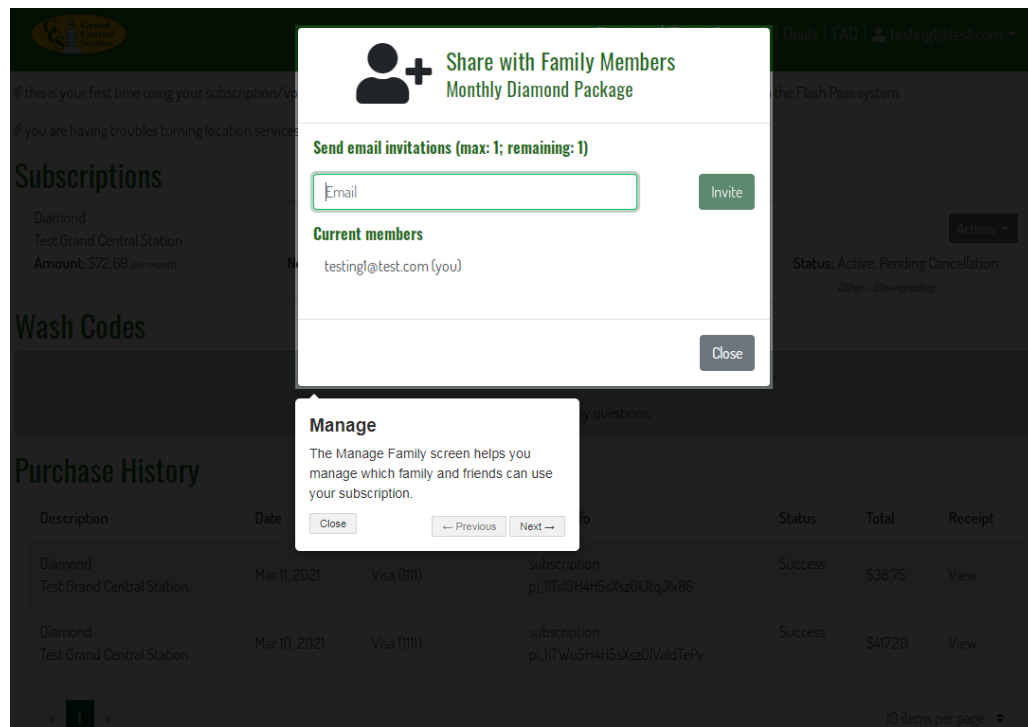 Grand
Central
Station
| Deals | FAQ | testing1@test.com
If this is your first time using your subscription/vo
the Flash Pass system.
If you are having troubles turning location services
Share with Family Members
Monthly Diamond Package
Send email invitations (max: 1; remaining: 1)
Email
Invite
Current members
testing1@test.com (you)
Close
Subscriptions
Diamond
Test Grand Central Station
Actions
Amount: $72.69 per month
Ne
Status: Active, Pending Cancellation
Other - Downgrading
Wash Codes
y questions.
Manage
The Manage Family screen helps you
manage which family and friends can use
your subscription.
Close
← Previous
Next →
Purchase History
Description Date fo Status Total Receipt
Diamond
Test Grand Central Station
Mar 11, 2021 Visa (1111) subscription
Success $38.75 View
Diamond
Test Grand Central Station
Mar 10, 2021 Visa (1111) subscription
Success $417.20 View
« 1 »
10 items per page